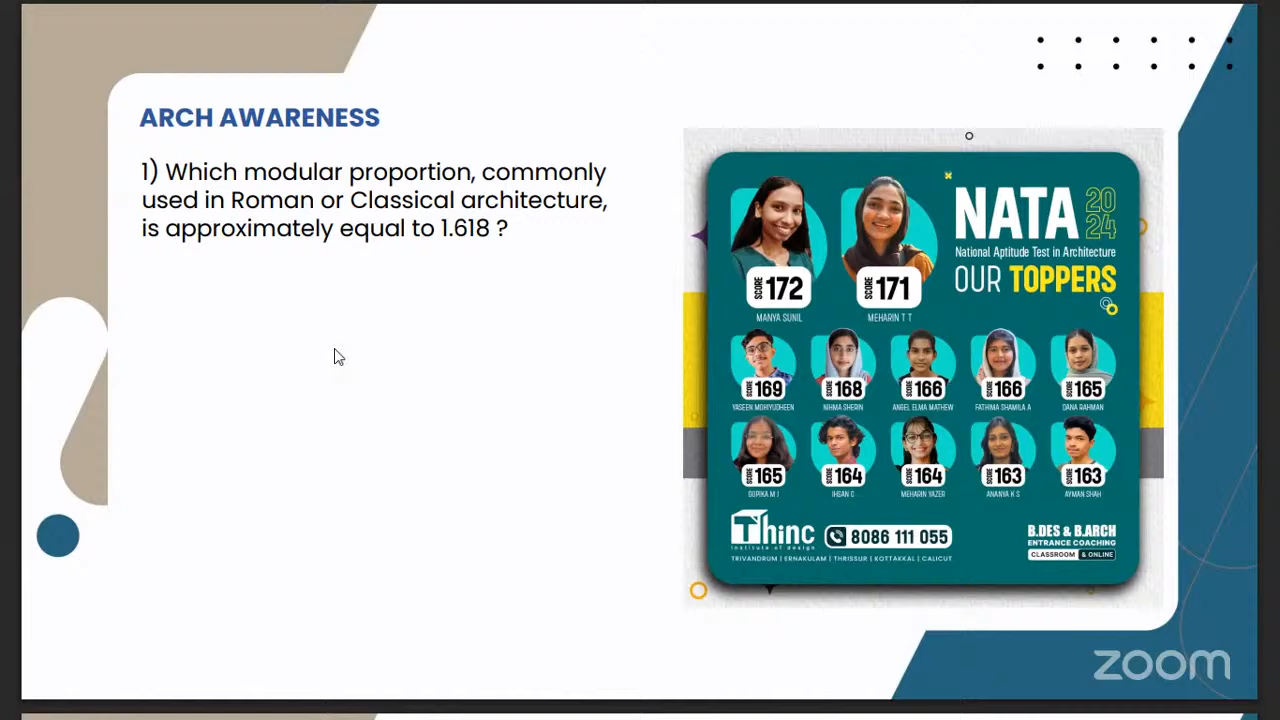 ARCH AWARENESS
1) Which modular proportion, commonly
used in Roman or Classical architecture,
is approximately equal to 1.618 ?
NATA 2024
National Aptitude Test in Architecture
OUR TOPPERS
SCORE 172
MANYA SUNIL
SCORE 171
MEHARIN T T
SCORE 169
YASEEN MOHIYUDHEEN
SCORE 168
NIHMA SHERIN
SCORE 166
ANGEL ELMA MATHEW
SCORE 166
FATHIMA SHAMILA A
SCORE 165
DANA RAHMAN
SCORE 165
GOPIKA M J
SCORE 164
IHSAN C
SCORE 164
MEHARIN YAZER
SCORE 163
ANANYA K S
SCORE 163
AYMAN SHAH
Thinc
institute of design
8086 111 055
TRIVANDRUM | ERNAKULAM | THRISSUR | KOTTAKKAL | CALICUT
B.DES & B.ARCH
ENTRANCE COACHING
CLASSROOM & ONLINE
zoom